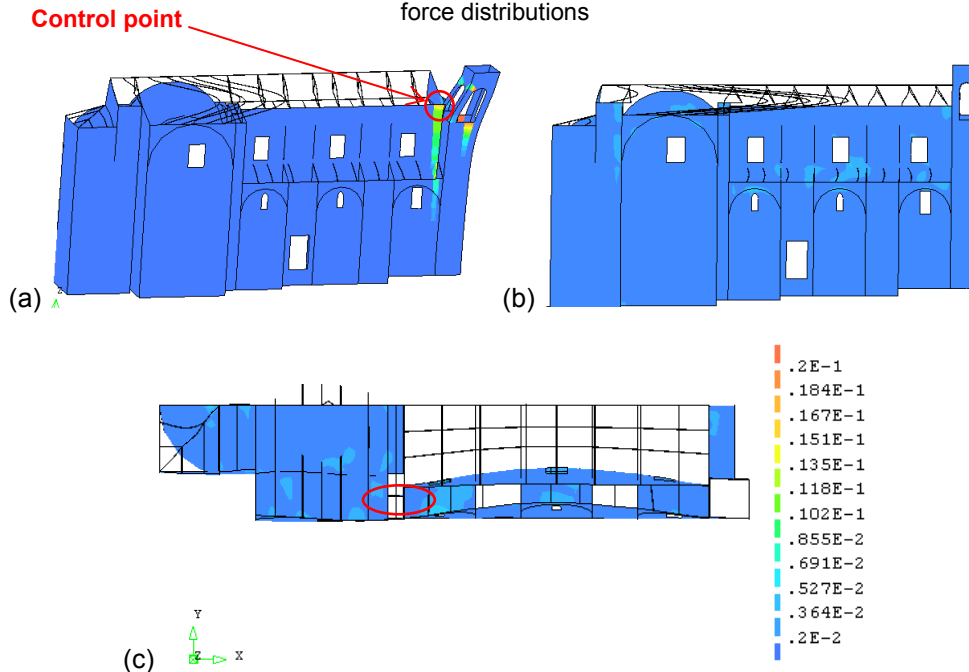 force distributions
Control point
(a)
Z
(b)
.2E-1
.184E-1
.167E-1
.151E-1
.135E-1
.118E-1
.102E-1
.855E-2
.691E-2
.527E-2
.364E-2
.2E-2
Y
Z
X
(c)